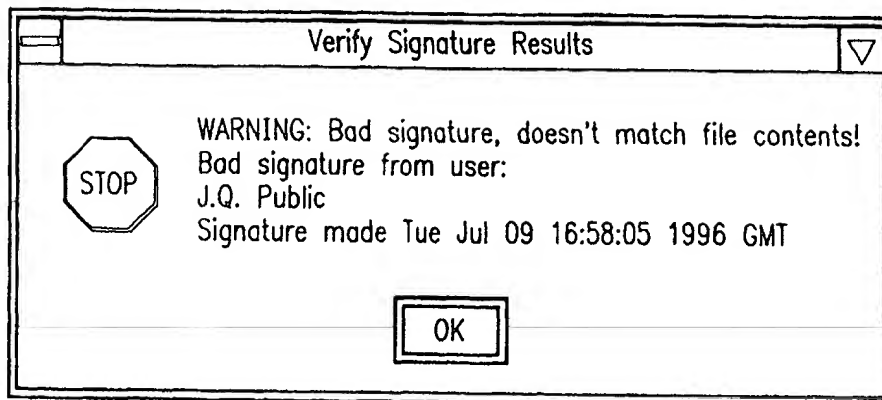 Verify Signature Results
STOP
WARNING: Bad signature, doesn't match file contents!
Bad signature from user:
J.Q. Public
Signature made Tue Jul 09 16:58:05 1996 GMT
OK